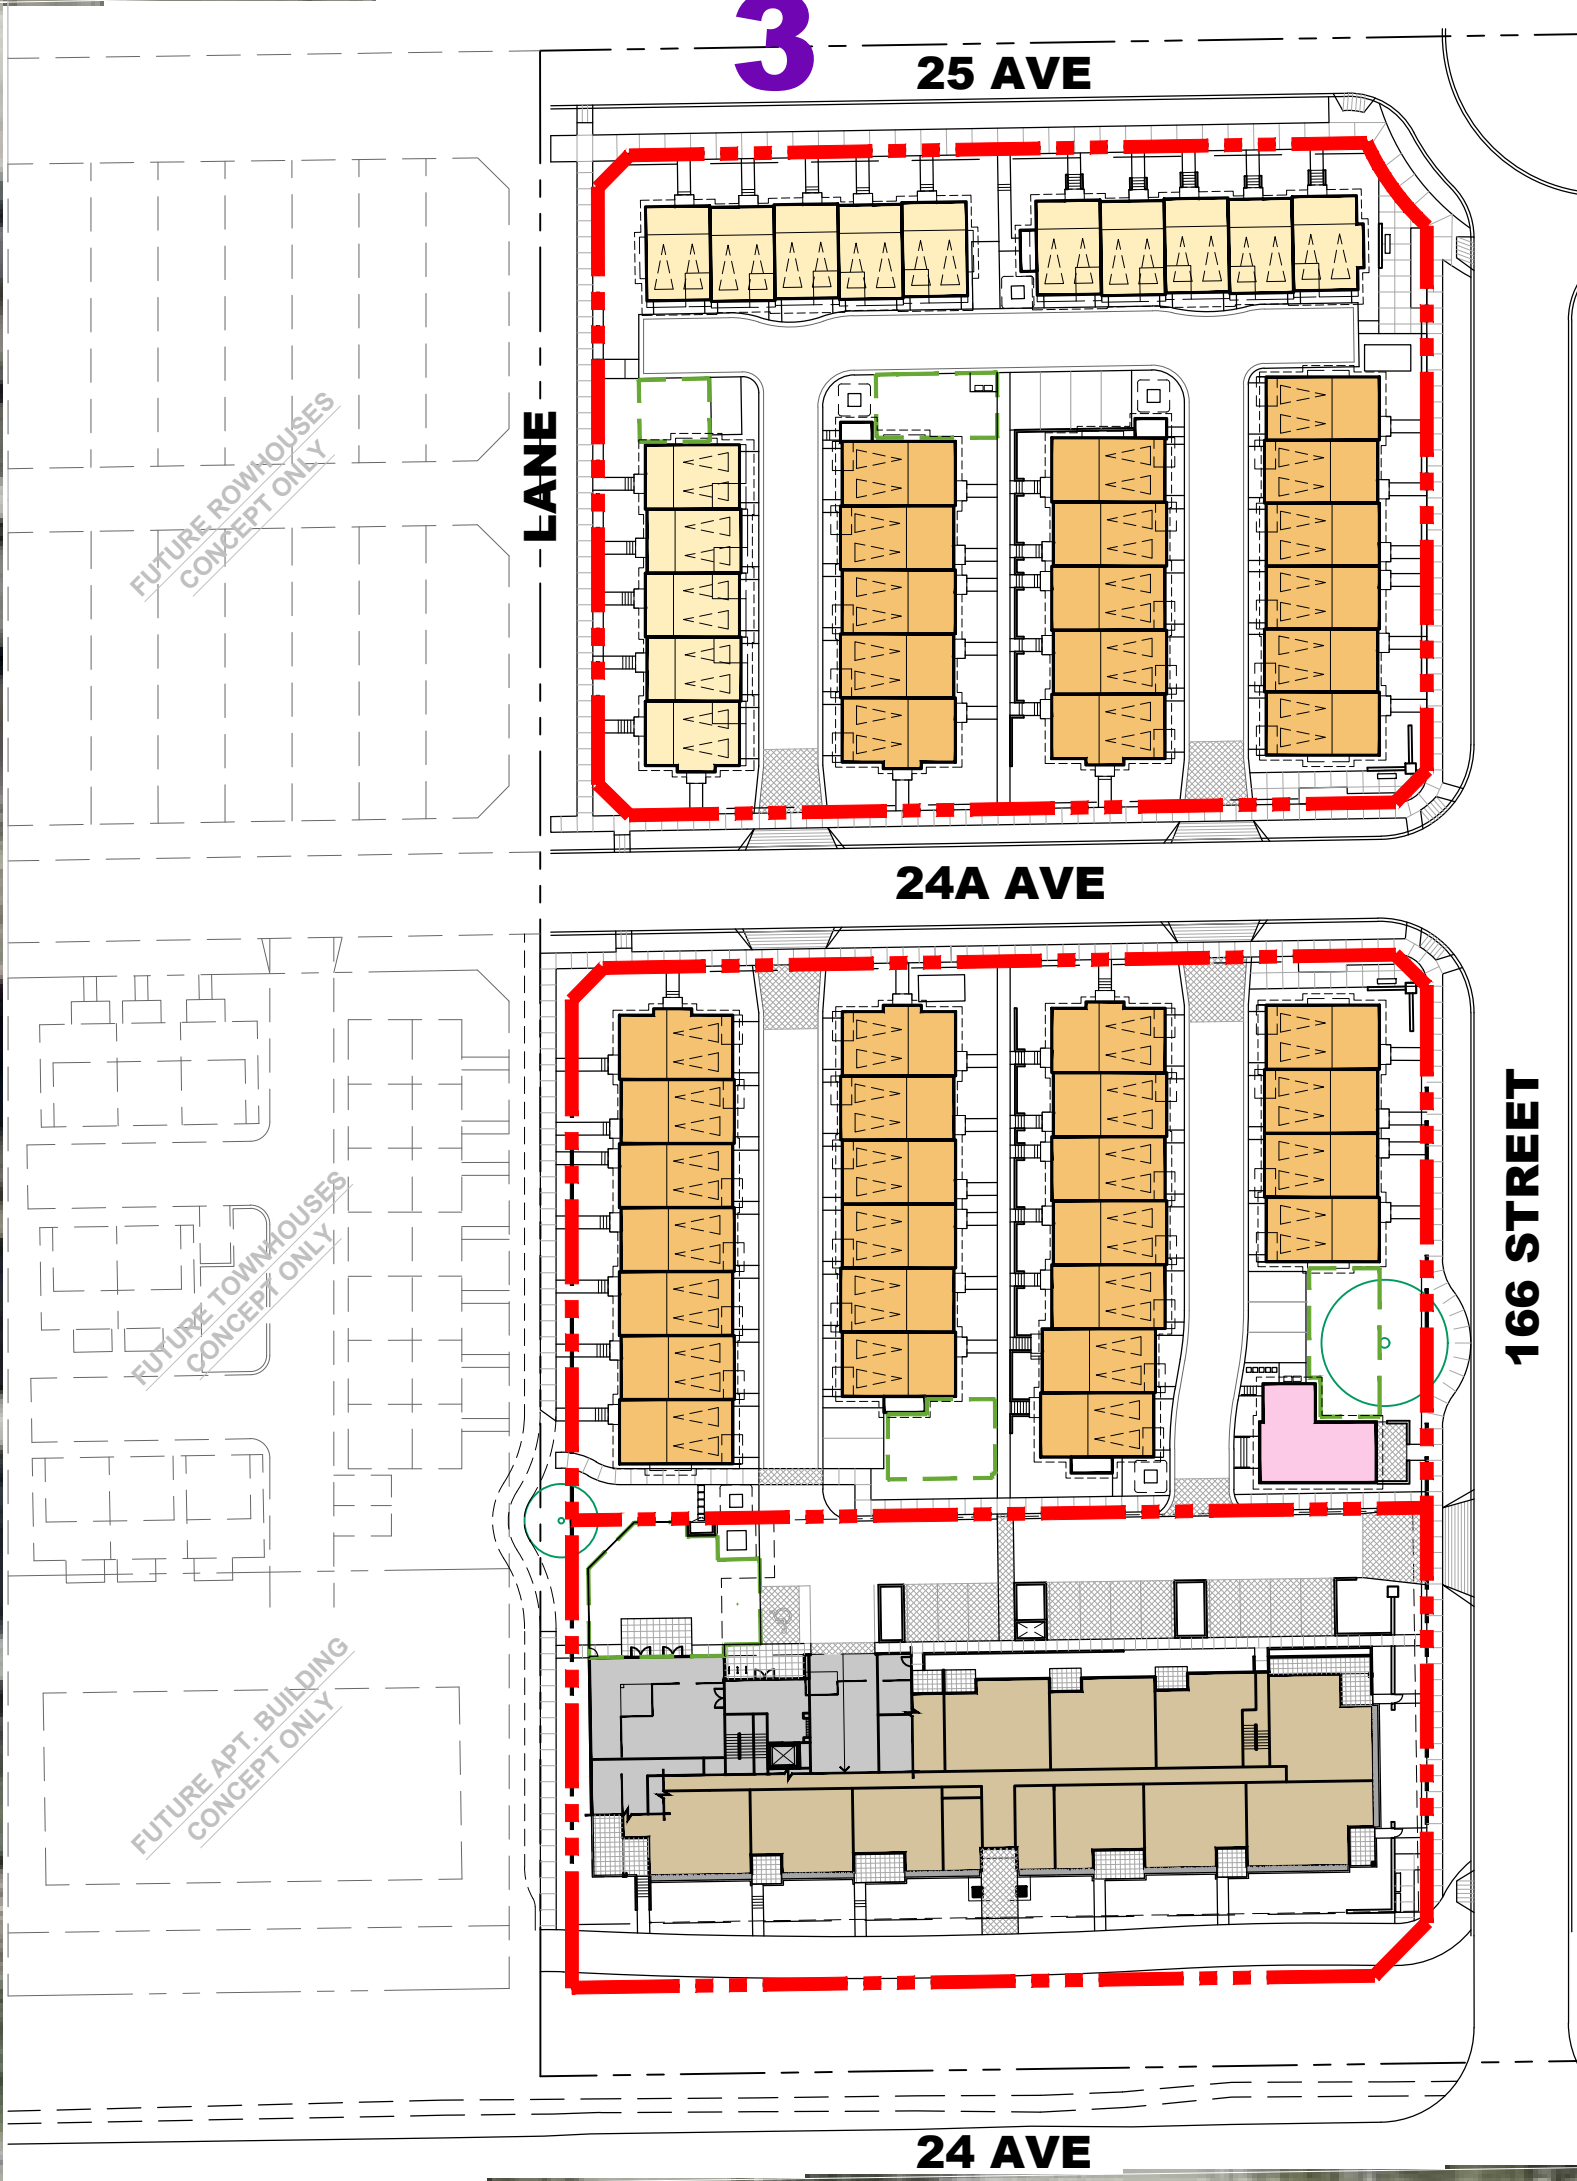 3
25 AVE
FUTURE ROWHOUSES
CONCEPT ONLY
LANE
24A AVE
166 STREET
FUTURE TOWNHOUSES
CONCEPT ONLY
FUTURE APT. BUILDING
CONCEPT ONLY
24 AVE